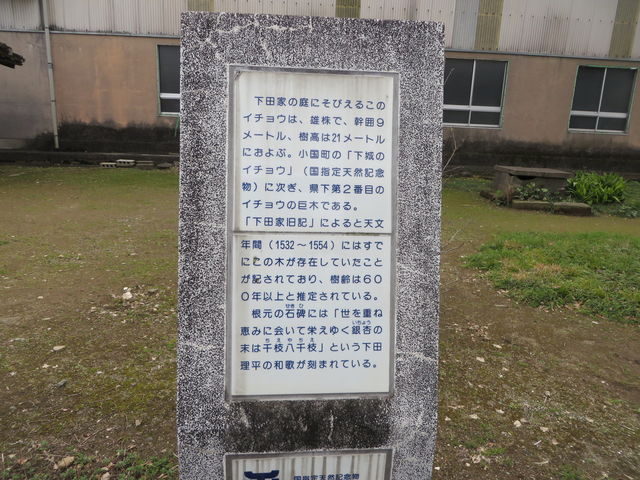 下田家の庭にそびえるこの
イチョウは、雄株で、幹囲9
メートル、樹高は21メートル
におよぶ。小国町の「下城の
イチョウ」(国指定天然記念
物)に次ぎ、県下第2番目の
イチョウの巨木である。
「下田家旧記」によると天文
年間(1532～1554)にはすで
にこの木が存在していたこと
が記されており、樹齢は60
0年以上と推定されている。
根元の石碑には「世を重ね
恵みに会いて栄えゆく銀杏の
末は千枝八千枝」という下田
理平の和歌が刻まれている。
国指定天然記念物